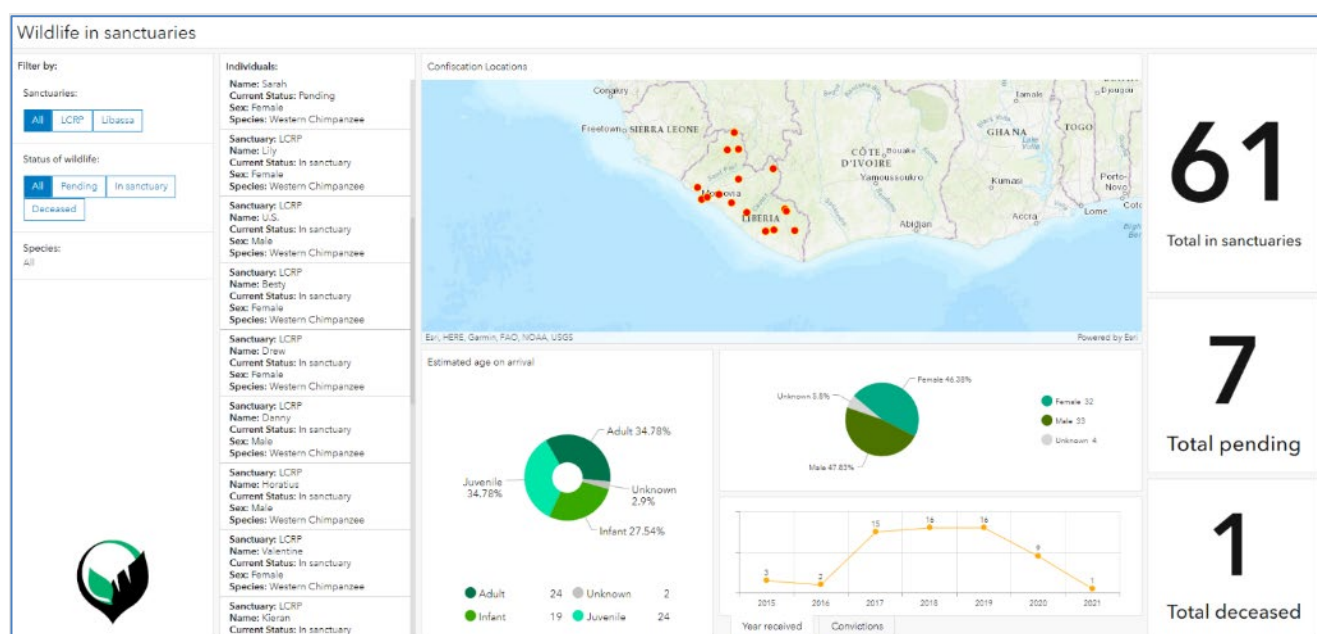 Wildlife in sanctuaries
Filter by:
Sanctuaries:
All LCRP Libassa
Status of wildlife:
All Pending In sanctuary
Deceased
Species:
All
Individuals:
Name: Sarah
Current Status: Pending
Sex: Female
Species: Western Chimpanzee
Sanctuary: LCRP
Name: Lily
Current Status: In sanctuary
Sex: Female
Species: Western Chimpanzee
Sanctuary: LCRP
Name: U.S.
Current Status: In sanctuary
Sex: Male
Species: Western Chimpanzee
Sanctuary: LCRP
Name: Besty
Current Status: In sanctuary
Sex: Female
Species: Western Chimpanzee
Sanctuary: LCRP
Name: Drew
Current Status: In sanctuary
Sex: Female
Species: Western Chimpanzee
Sanctuary: LCRP
Name: Danny
Current Status: In sanctuary
Sex: Male
Species: Western Chimpanzee
Sanctuary: LCRP
Name: Horatius
Current Status: In sanctuary
Sex: Male
Species: Western Chimpanzee
Sanctuary: LCRP
Name: Valentine
Current Status: In sanctuary
Sex: Female
Species: Western Chimpanzee
Sanctuary: LCRP
Name: Kieran
Current Status: In sanctuary
Confiscation Locations
Conakry
Freetown SIERRA LEONE
Monrovia
LIBERIA
CÔTE
D'IVOIRE
Bouake
Yamoussoukro
Abidjan
Tamale
Djougou
GHANA
TOGO
Kumasi
Accra
Lome
Porto-
Novo
Esri, HERE, Garmin, FAO, NOAA, USGS
Powered by Esri
Estimated age on arrival
Adult 34.78%
Juvenile
34.78%
Unknown
2.9%
Infant 27.54%
Adult 24 Unknown 2
Infant 19 Juvenile 24
Female 46.38%
Unknown 5.8%
Male 47.83%
Female 32
Male 33
Unknown 4
3 2 15 16 16 9 1
2015 2016 2017 2018 2019 2020 2021
Year received Convictions
61
Total in sanctuaries
7
Total pending
1
Total deceased